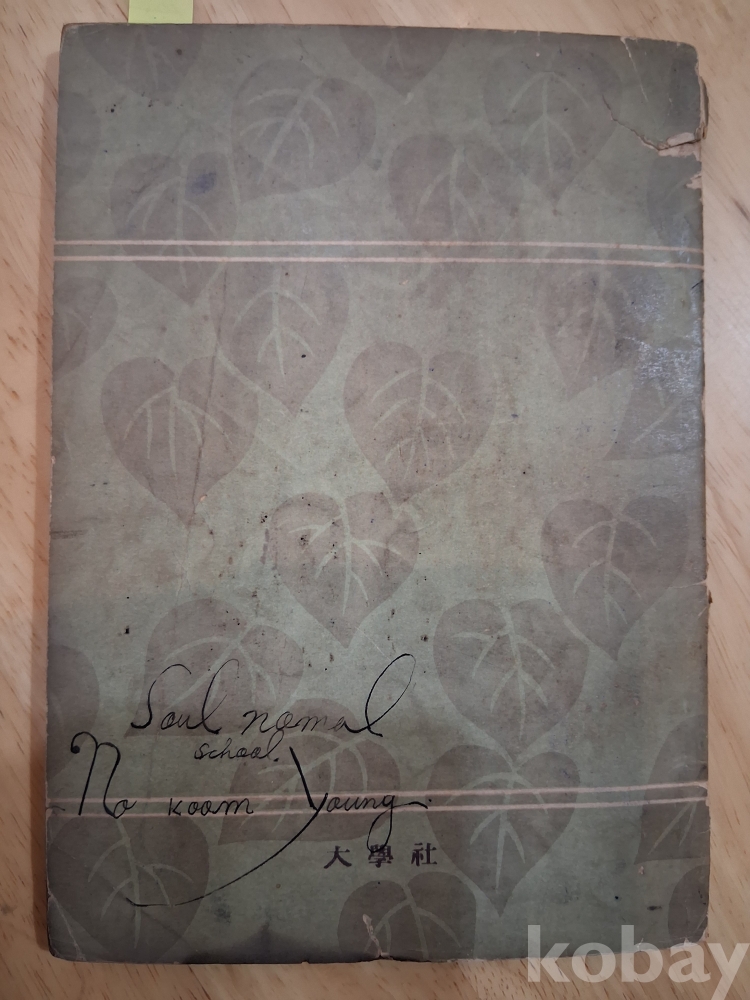 Soul nomal
school.
No koom young.
大學社
kobay